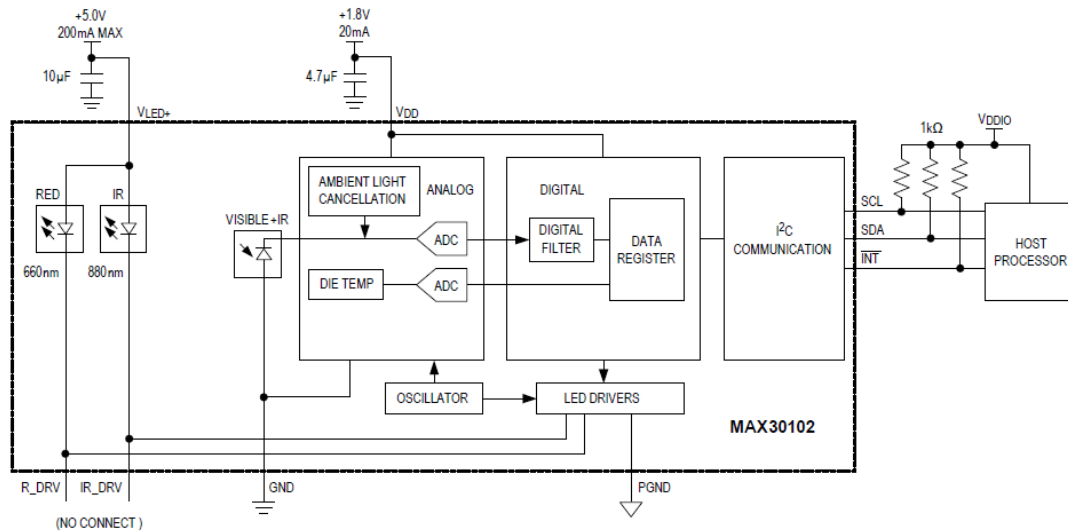 +5.0V
200mA MAX
10µF
VLED+
+1.8V
20mA
4.7µF
VDD
1kΩ
VDDIO
RED
IR
660nm
880nm
VISIBLE+IR
AMBIENT LIGHT
CANCELLATION
ANALOG
ADC
DIE TEMP
ADC
DIGITAL
DIGITAL
FILTER
DATA
REGISTER
I2C
COMMUNICATION
SCL
SDA
INT
HOST
PROCESSOR
OSCILLATOR
LED DRIVERS
MAX30102
R_DRV
IR_DRV
GND
PGND
(NO CONNECT )